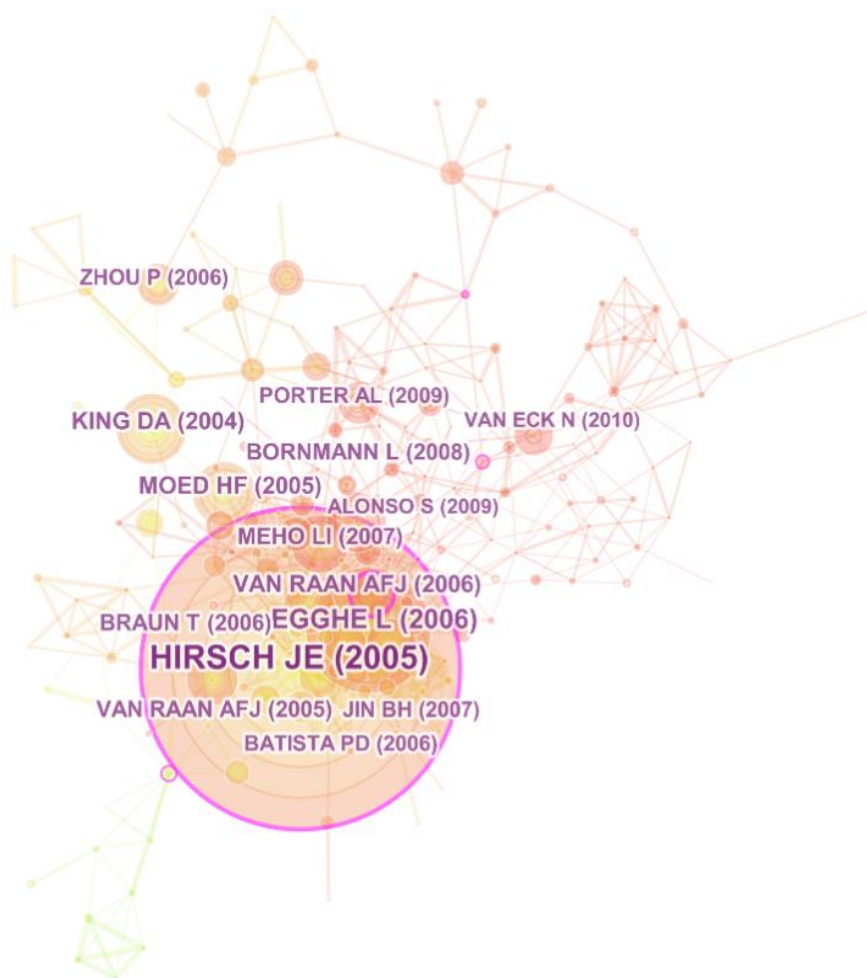 ZHOU P (2006)
PORTER AL (2009)
KING DA (2004)
VAN ECK N (2010)
BORNMANN L (2008)
MOED HF (2005)
ALONSO S (2009)
MEHO LI (2007)
VAN RAAN AFJ (2006)
BRAUN T (2006)
EGGHE L (2006)
HIRSCH JE (2005)
VAN RAAN AFJ (2005)
JIN BH (2007)
BATISTA PD (2006)